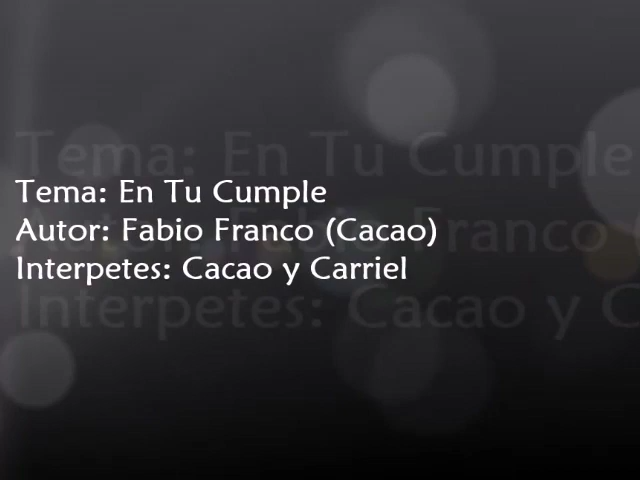 Tema: En Tu Cumple
Autor: Fabio Franco (Cacao)
Interpetes: Cacao y Carriel